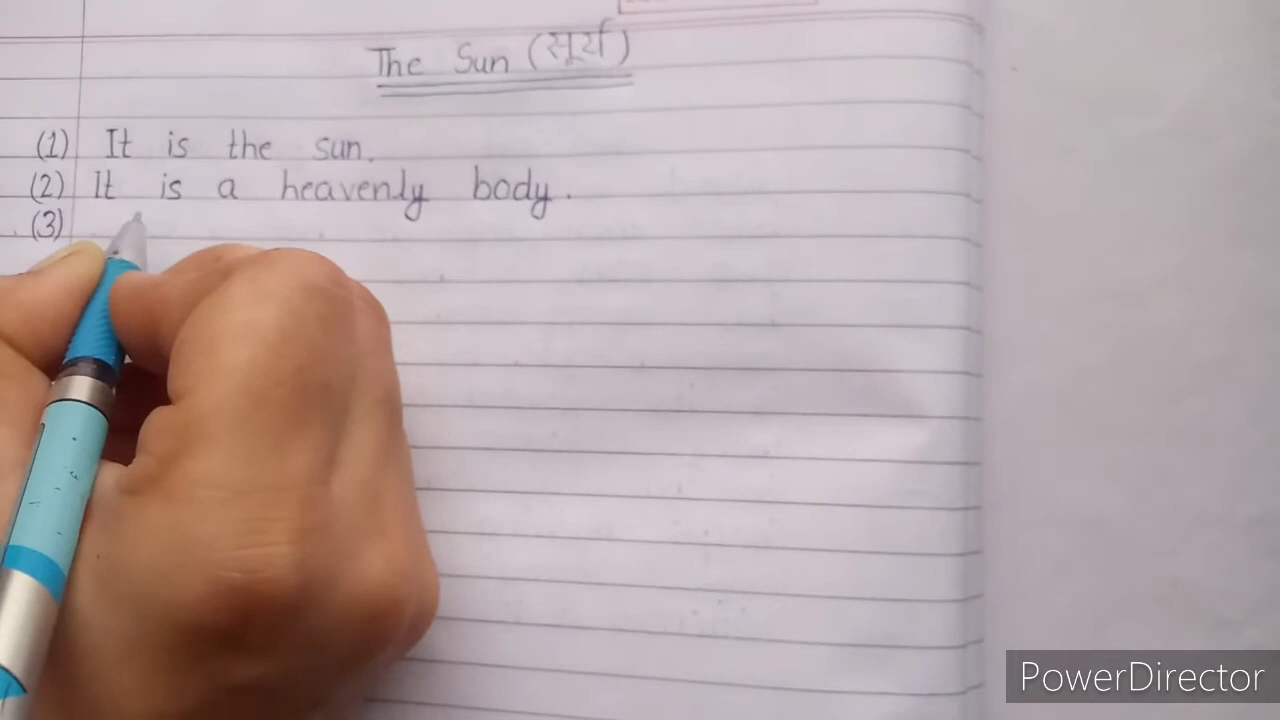 The Sun (सूर्य)
(1) It is the sun.
(2) It is a heavenly body.
(3)
PowerDirector